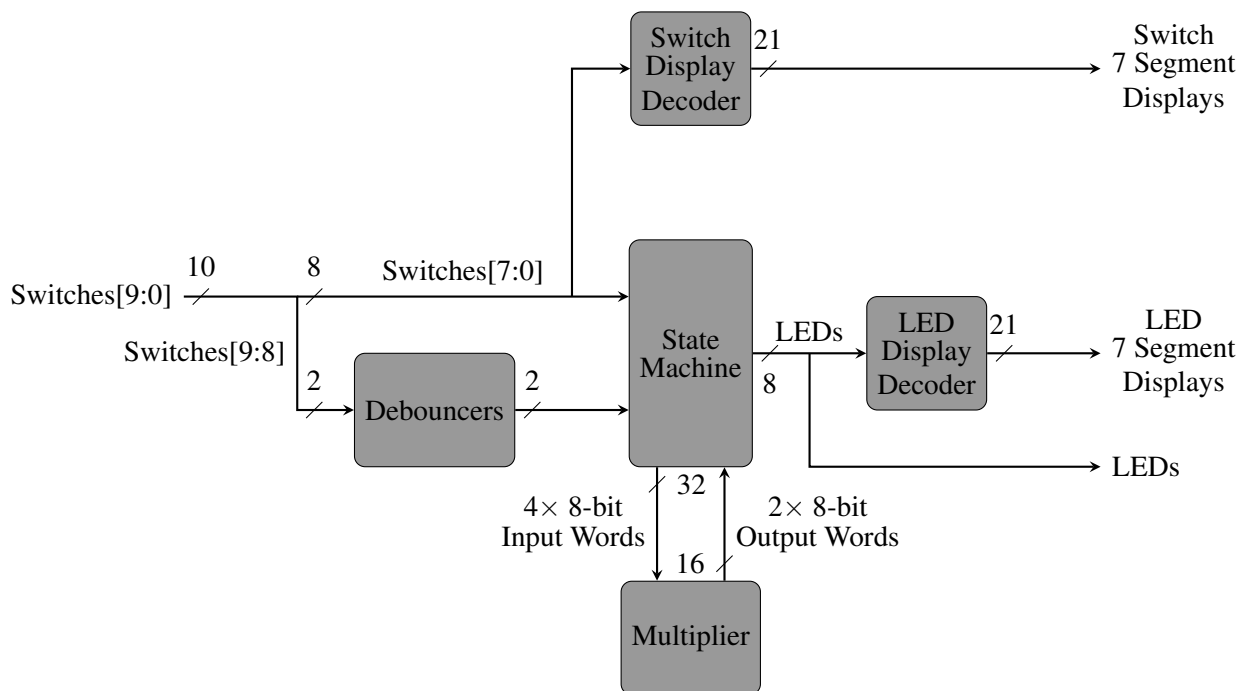 Switch
Display
Decoder
21
Switch
7 Segment
Displays
10
8
Switches[7:0]
Switches[9:0]
Switches[9:8]
2
Debouncers
2
State
Machine
LEDs
8
LED
Display
Decoder
21
LED
7 Segment
Displays
LEDs
32
4× 8-bit
Input Words
2× 8-bit
Output Words
16
Multiplier